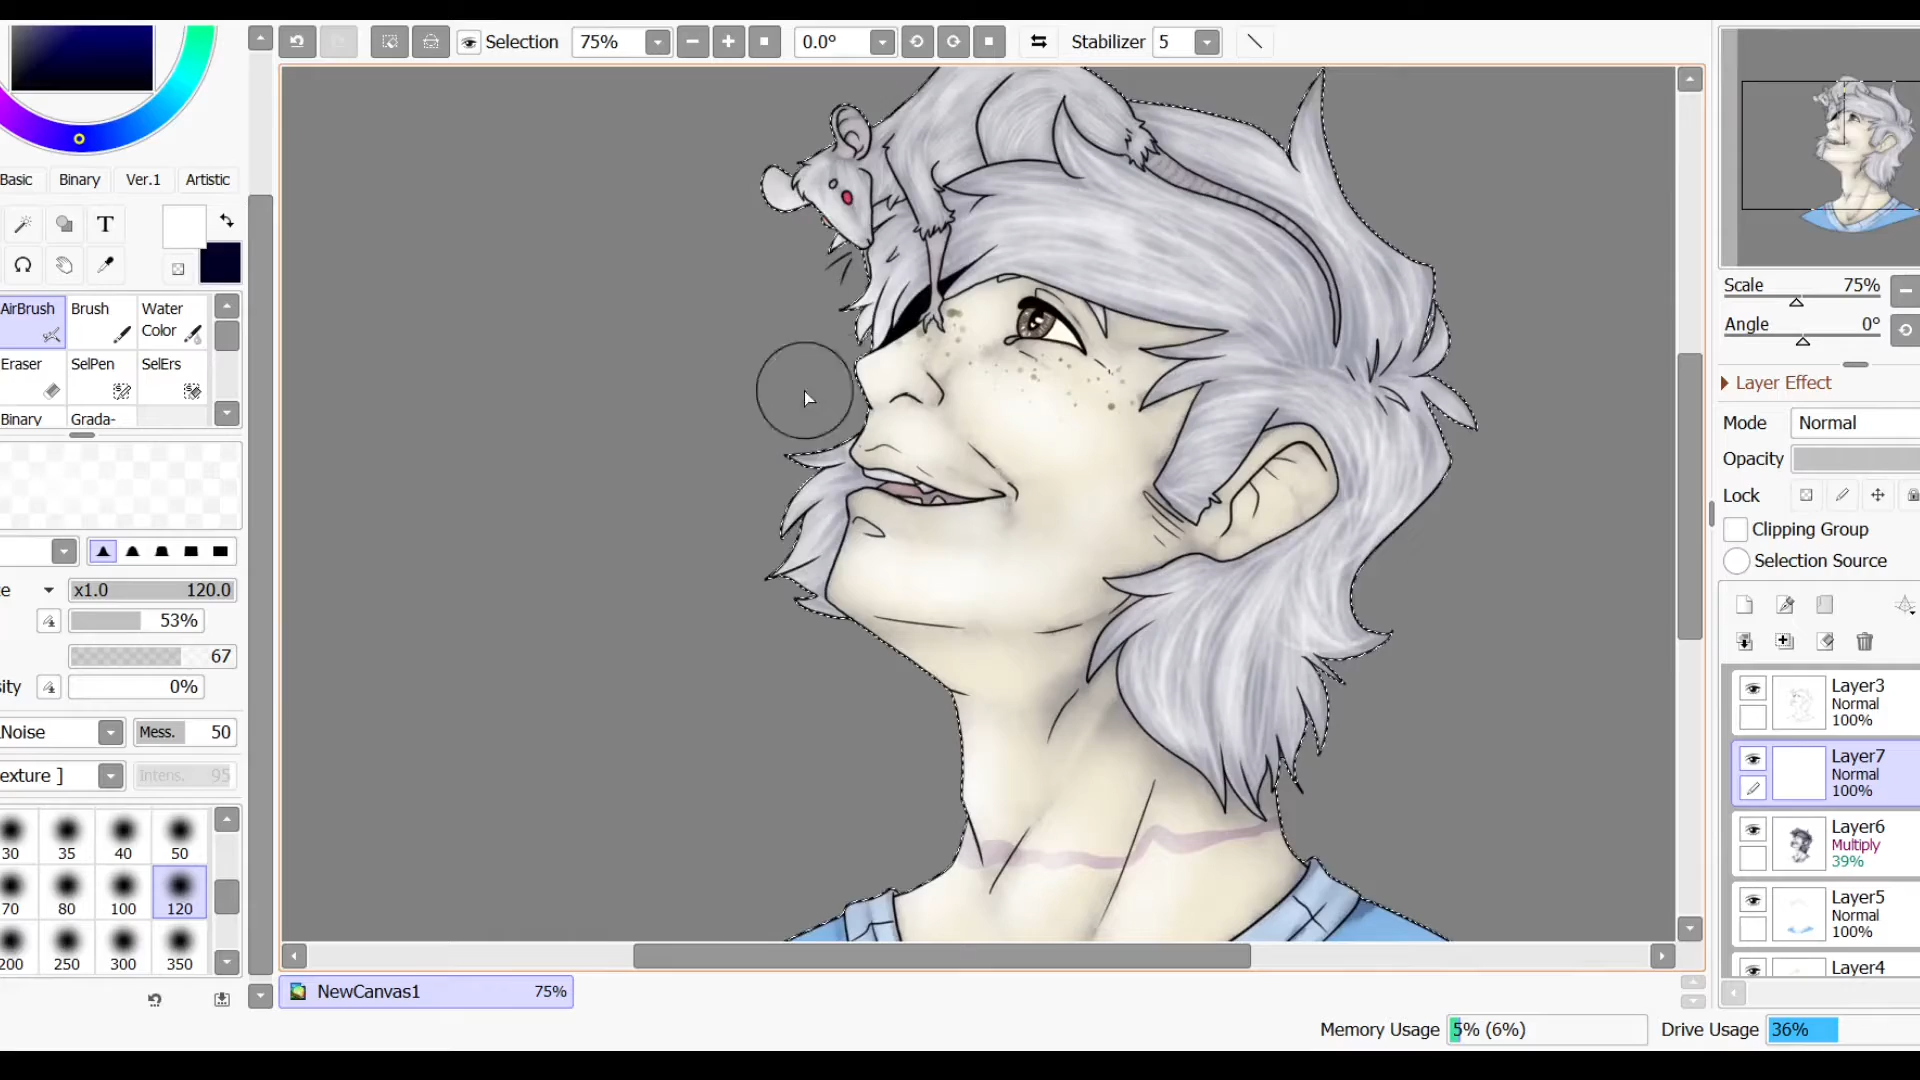 Selection 75% 0.0° Stabilizer 5
Basic Binary Ver.1 Artistic
T
AirBrush Brush Water Color
Eraser SelPen SelErs
Binary Grada-
x1.0 120.0
53%
67
0%
Noise Mess. 50
exture ] Intens. 95
30 35 40 50
70 80 100 120
200 250 300 350
NewCanvas1 75%
Scale 75%
Angle 0°
Layer Effect
Mode Normal
Opacity
Lock
Clipping Group
Selection Source
Layer3
Normal
100%
Layer7
Normal
100%
Layer6
Multiply
39%
Layer5
Normal
100%
Layer4
Memory Usage 5% (6%) Drive Usage 36%